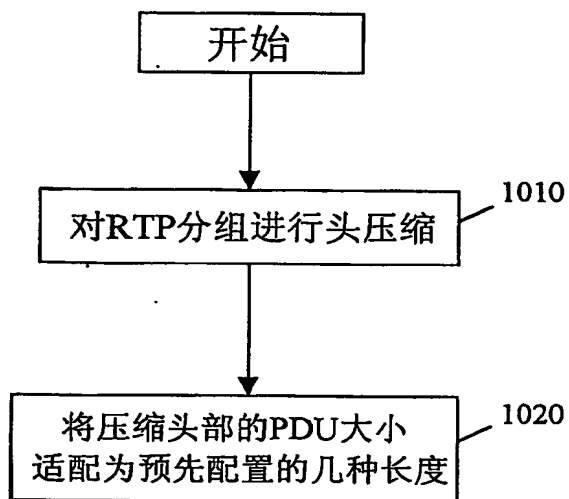 开始
1010
对RTP分组进行头压缩
1020
将压缩头部的PDU大小
适配为预先配置的几种长度